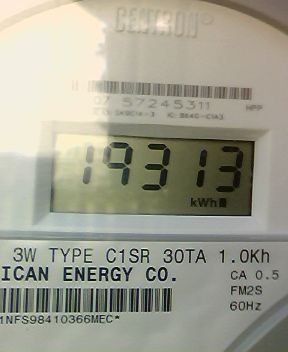 CENTRON®
07 57245311 HPP
19313
kWh
3W TYPE C1SR 30TA 1.0Kh
ICAN ENERGY CO. CA 0.5
FM2S
60Hz
1NFS98410366MEC*